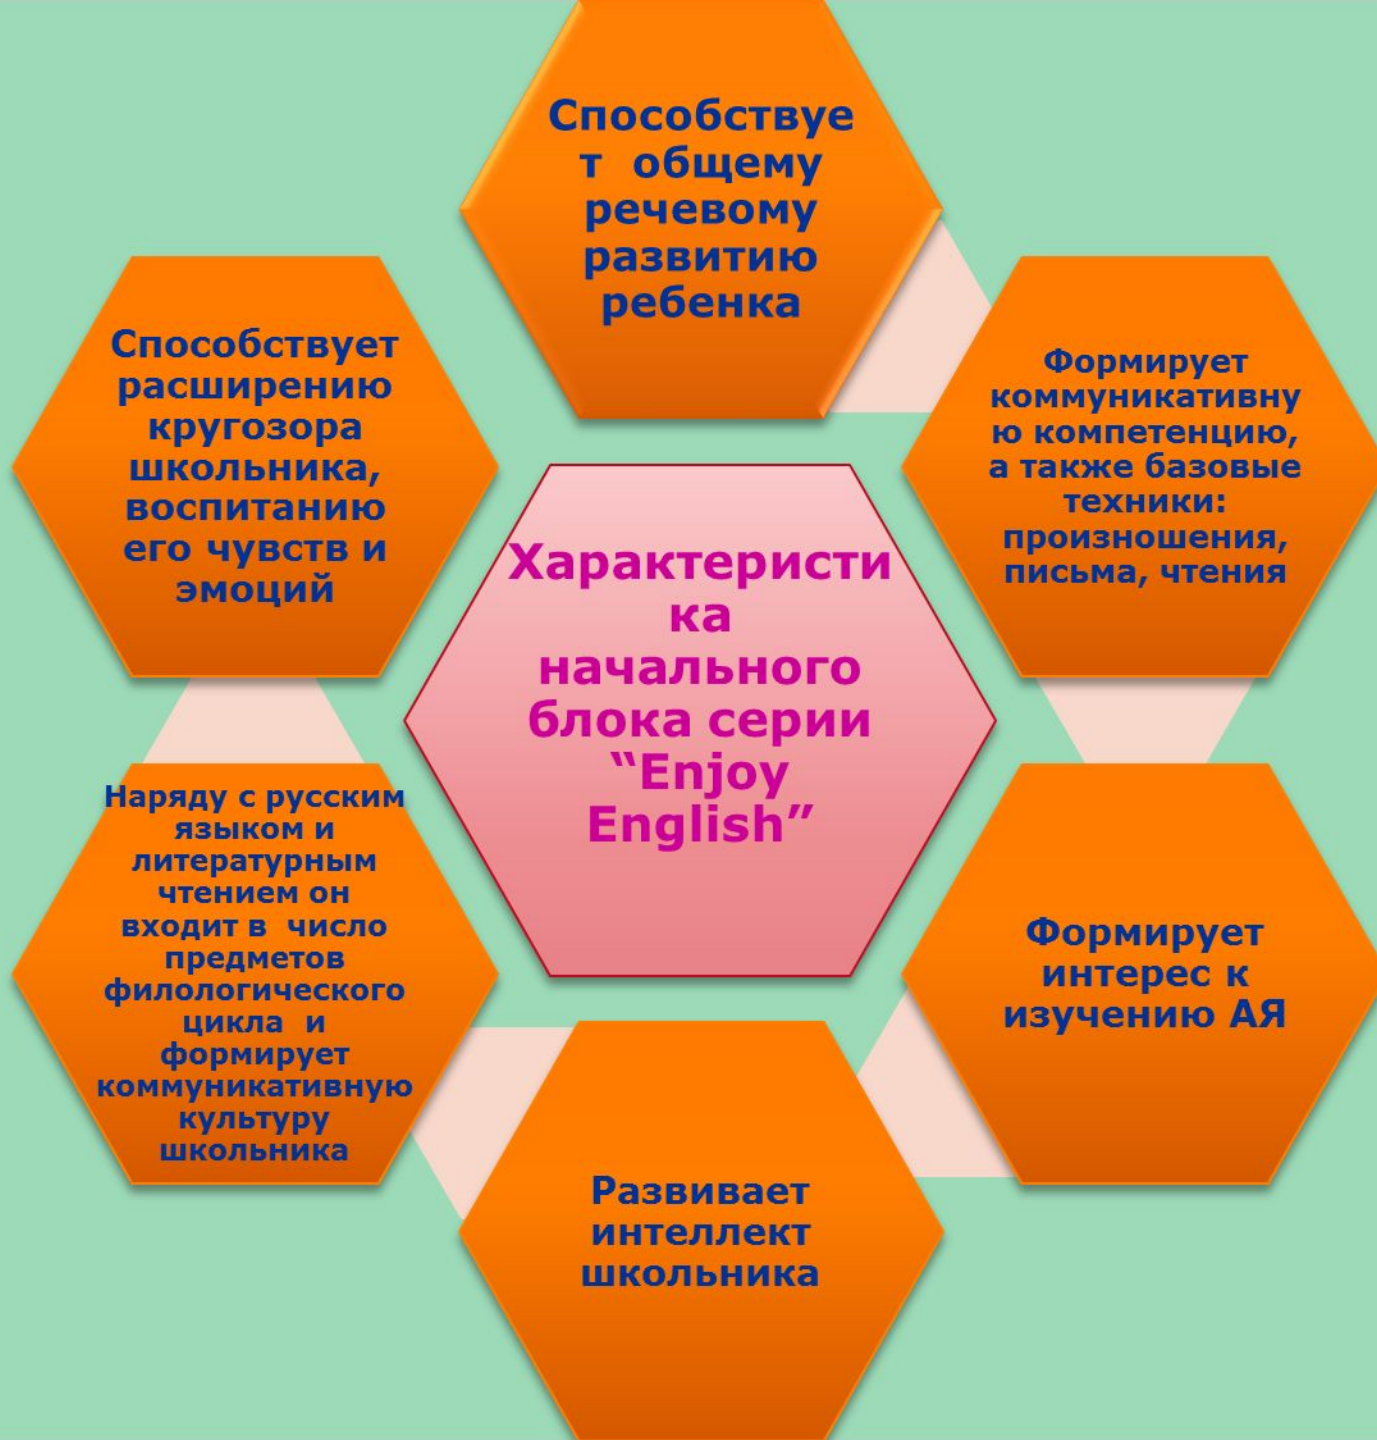 Способствуе
т общему
речевому
развитию
ребенка
Формирует
коммуникативну
ю компетенцию,
а также базовые
техники:
произношения,
письма, чтения
Формирует
интерес к
изучению АЯ
Развивает
интеллект
школьника
Наряду с русским
языком и
литературным
чтением он
входит в число
предметов
филологического
цикла и
формирует
коммуникативную
культуру
школьника
Способствует
расширению
кругозора
школьника,
воспитанию
его чувств и
эмоций
Характеристи
ка
начального
блока серии
“Enjoy
English”